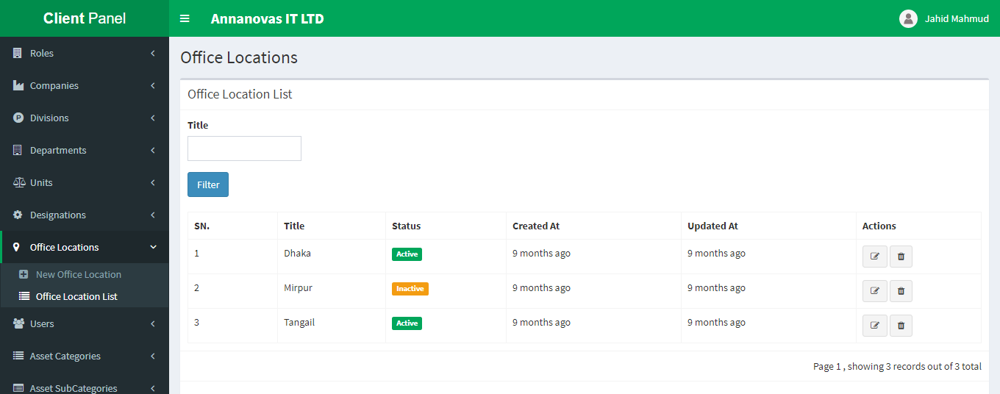 Client Panel
Annanovas IT LTD
Jahid Mahmud
Roles
Companies
Divisions
Departments
Units
Designations
Office Locations
New Office Location
Office Location List
Users
Asset Categories
Asset SubCategories
Office Locations
Office Location List
Title
Filter
SN. Title Status Created At Updated At Actions
1 Dhaka Active 9 months ago 9 months ago
2 Mirpur Inactive 9 months ago 9 months ago
3 Tangail Active 9 months ago 9 months ago
Page 1 , showing 3 records out of 3 total